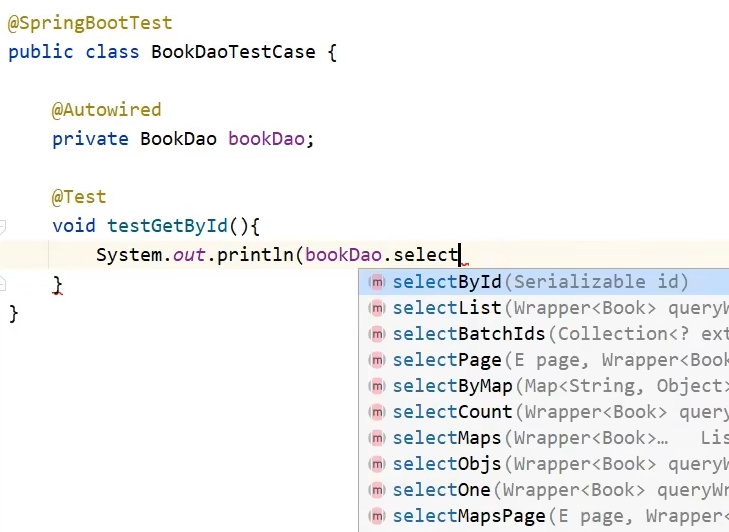 @SpringBootTest
public class BookDaoTestCase {
@Autowired
private BookDao bookDao;
@Test
void testGetById(){
System.out.println(bookDao.select
m selectById(Serializable id)
}
m selectList(Wrapper<Book> queryW
}
m selectBatchIds(Collection<? ext
m selectPage(E page, Wrapper<Book
m selectByMap(Map<String, Object>
m selectCount(Wrapper<Book> query
m selectMaps(Wrapper<Book>… Lis
m selectObjs(Wrapper<Book> queryW
m selectOne(Wrapper<Book> queryWr
m selectMapsPage(E page, Wrapper<